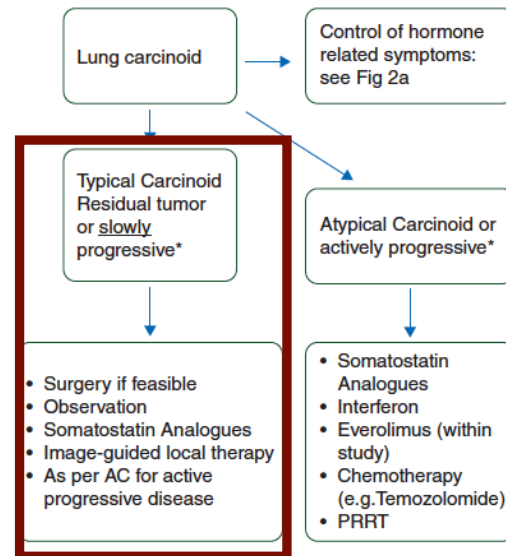 Lung carcinoid
Control of hormone
related symptoms:
see Fig 2a
Typical Carcinoid
Residual tumor
or slowly
progressive*
Atypical Carcinoid or
actively progressive*
• Surgery if feasible
• Observation
• Somatostatin Analogues
• Image-guided local therapy
• As per AC for active
progressive disease
• Somatostatin
Analogues
• Interferon
• Everolimus (within
study)
• Chemotherapy
(e.g.Temozolomide)
• PRRT